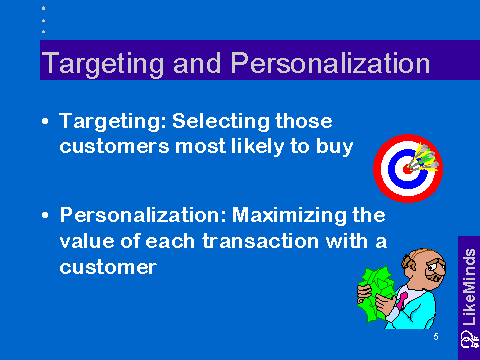 Targeting and Personalization
• Targeting: Selecting those
customers most likely to buy
• Personalization: Maximizing the
value of each transaction with a
customer
LikeMinds
5